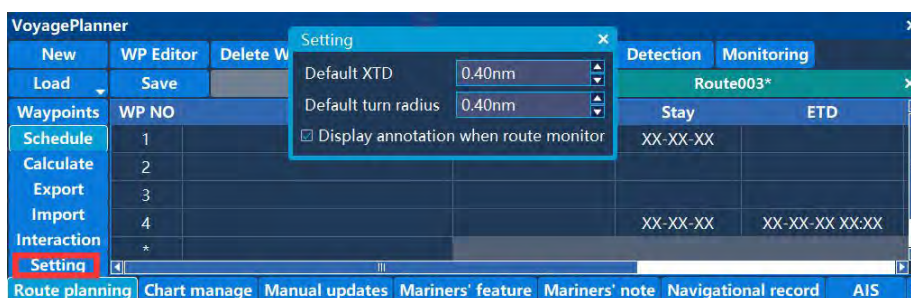 VoyagePlanner
New WP Editor Delete W Detection Monitoring
Setting
Default XTD 0.40nm
Default turn radius 0.40nm
Display annotation when route monitor
Load Save Route003*
Waypoints WP NO Stay ETD
Schedule 1 XX-XX-XX
Calculate 2
Export 3
Import 4 XX-XX-XX XX-XX-XX XX:XX
Interaction *
Setting
Route planning Chart manage Manual updates Mariners' feature Mariners' note Navigational record AIS